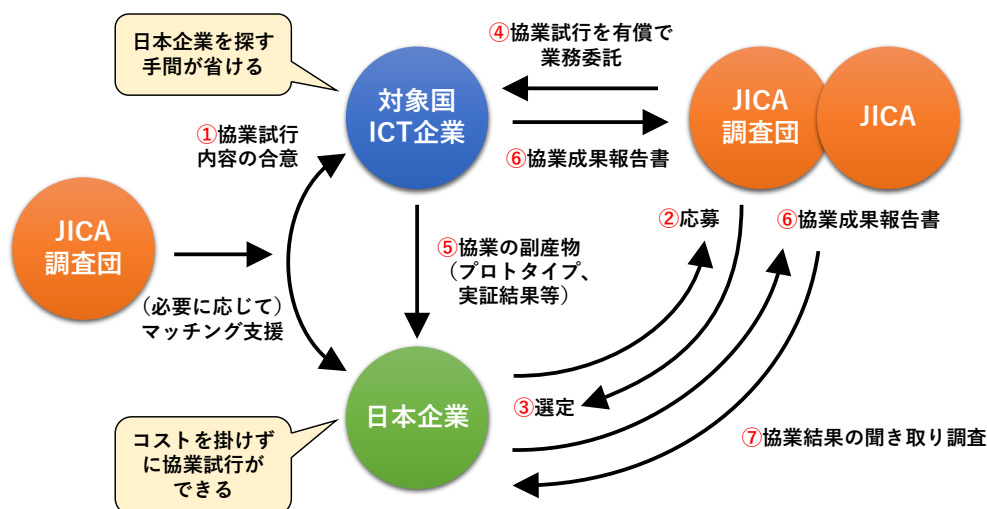 日本企業を探す
手間が省ける
対象国
ICT企業
④協業試行を有償で
業務委託
JICA
調査団
JICA
①協業試行
内容の合意
⑥協業成果報告書
JICA
調査団
②応募
⑥協業成果報告書
⑤協業の副産物
（プロトタイプ、
実証結果等）
（必要に応じて）
マッチング支援
日本企業
③選定
コストを掛けず
に協業試行が
できる
⑦協業結果の聞き取り調査